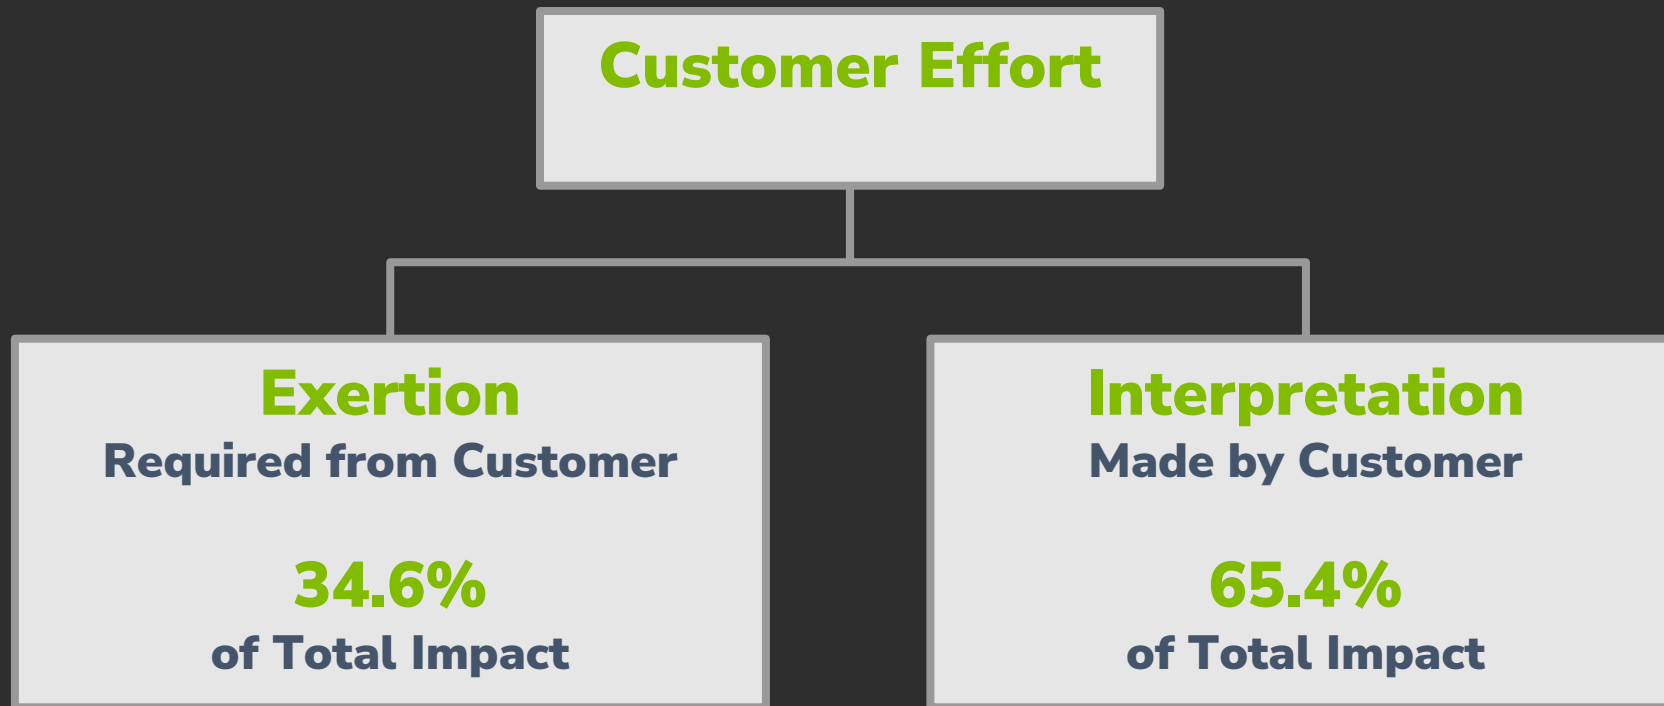 Customer Effort
Exertion
Required from Customer
34.6%
of Total Impact
Interpretation
Made by Customer
65.4%
of Total Impact